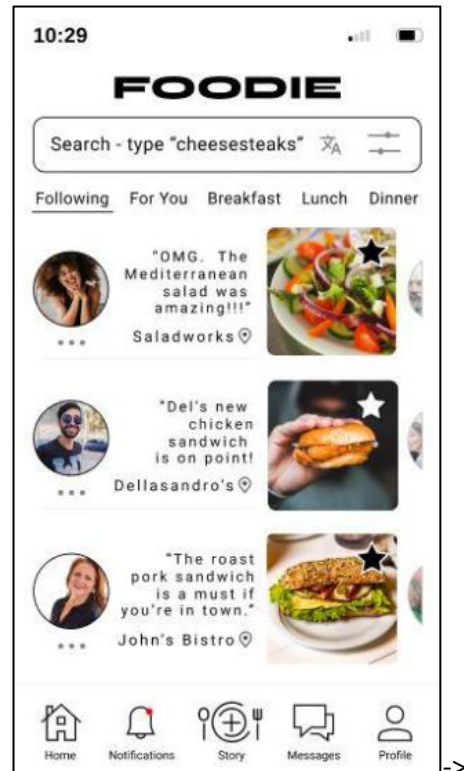 10:29
FOODIE
Search - type “cheesesteaks”
Following For You Breakfast Lunch Dinner
“OMG. The
Mediterranean
salad was
amazing!!!”
Saladworks
“Del’s new
chicken
sandwich
is on point!
Dellasandro’s
“The roast
pork sandwich
is a must if
you’re in town.”
John’s Bistro
Home Notifications Story Messages Profile
->